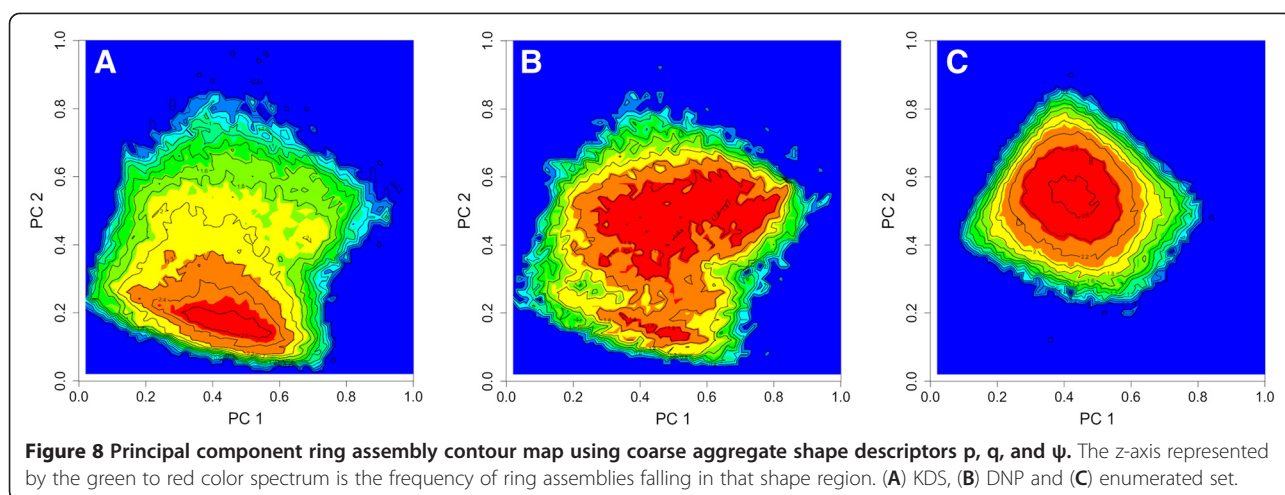 A
B
C
1.0
0.8
0.6
0.4
0.2
0.0
PC 2
0.0 0.2 0.4 0.6 0.8 1.0
PC 1
1.0
0.8
0.6
0.4
0.2
0.0
PC 2
0.0 0.2 0.4 0.6 0.8 1.0
PC 1
1.0
0.8
0.6
0.4
0.2
0.0
PC 2
0.0 0.2 0.4 0.6 0.8 1.0
PC 1
Figure 8 Principal component ring assembly contour map using coarse aggregate shape descriptors p, q, and ψ. The z-axis represented
by the green to red color spectrum is the frequency of ring assemblies falling in that shape region. (A) KDS, (B) DNP and (C) enumerated set.